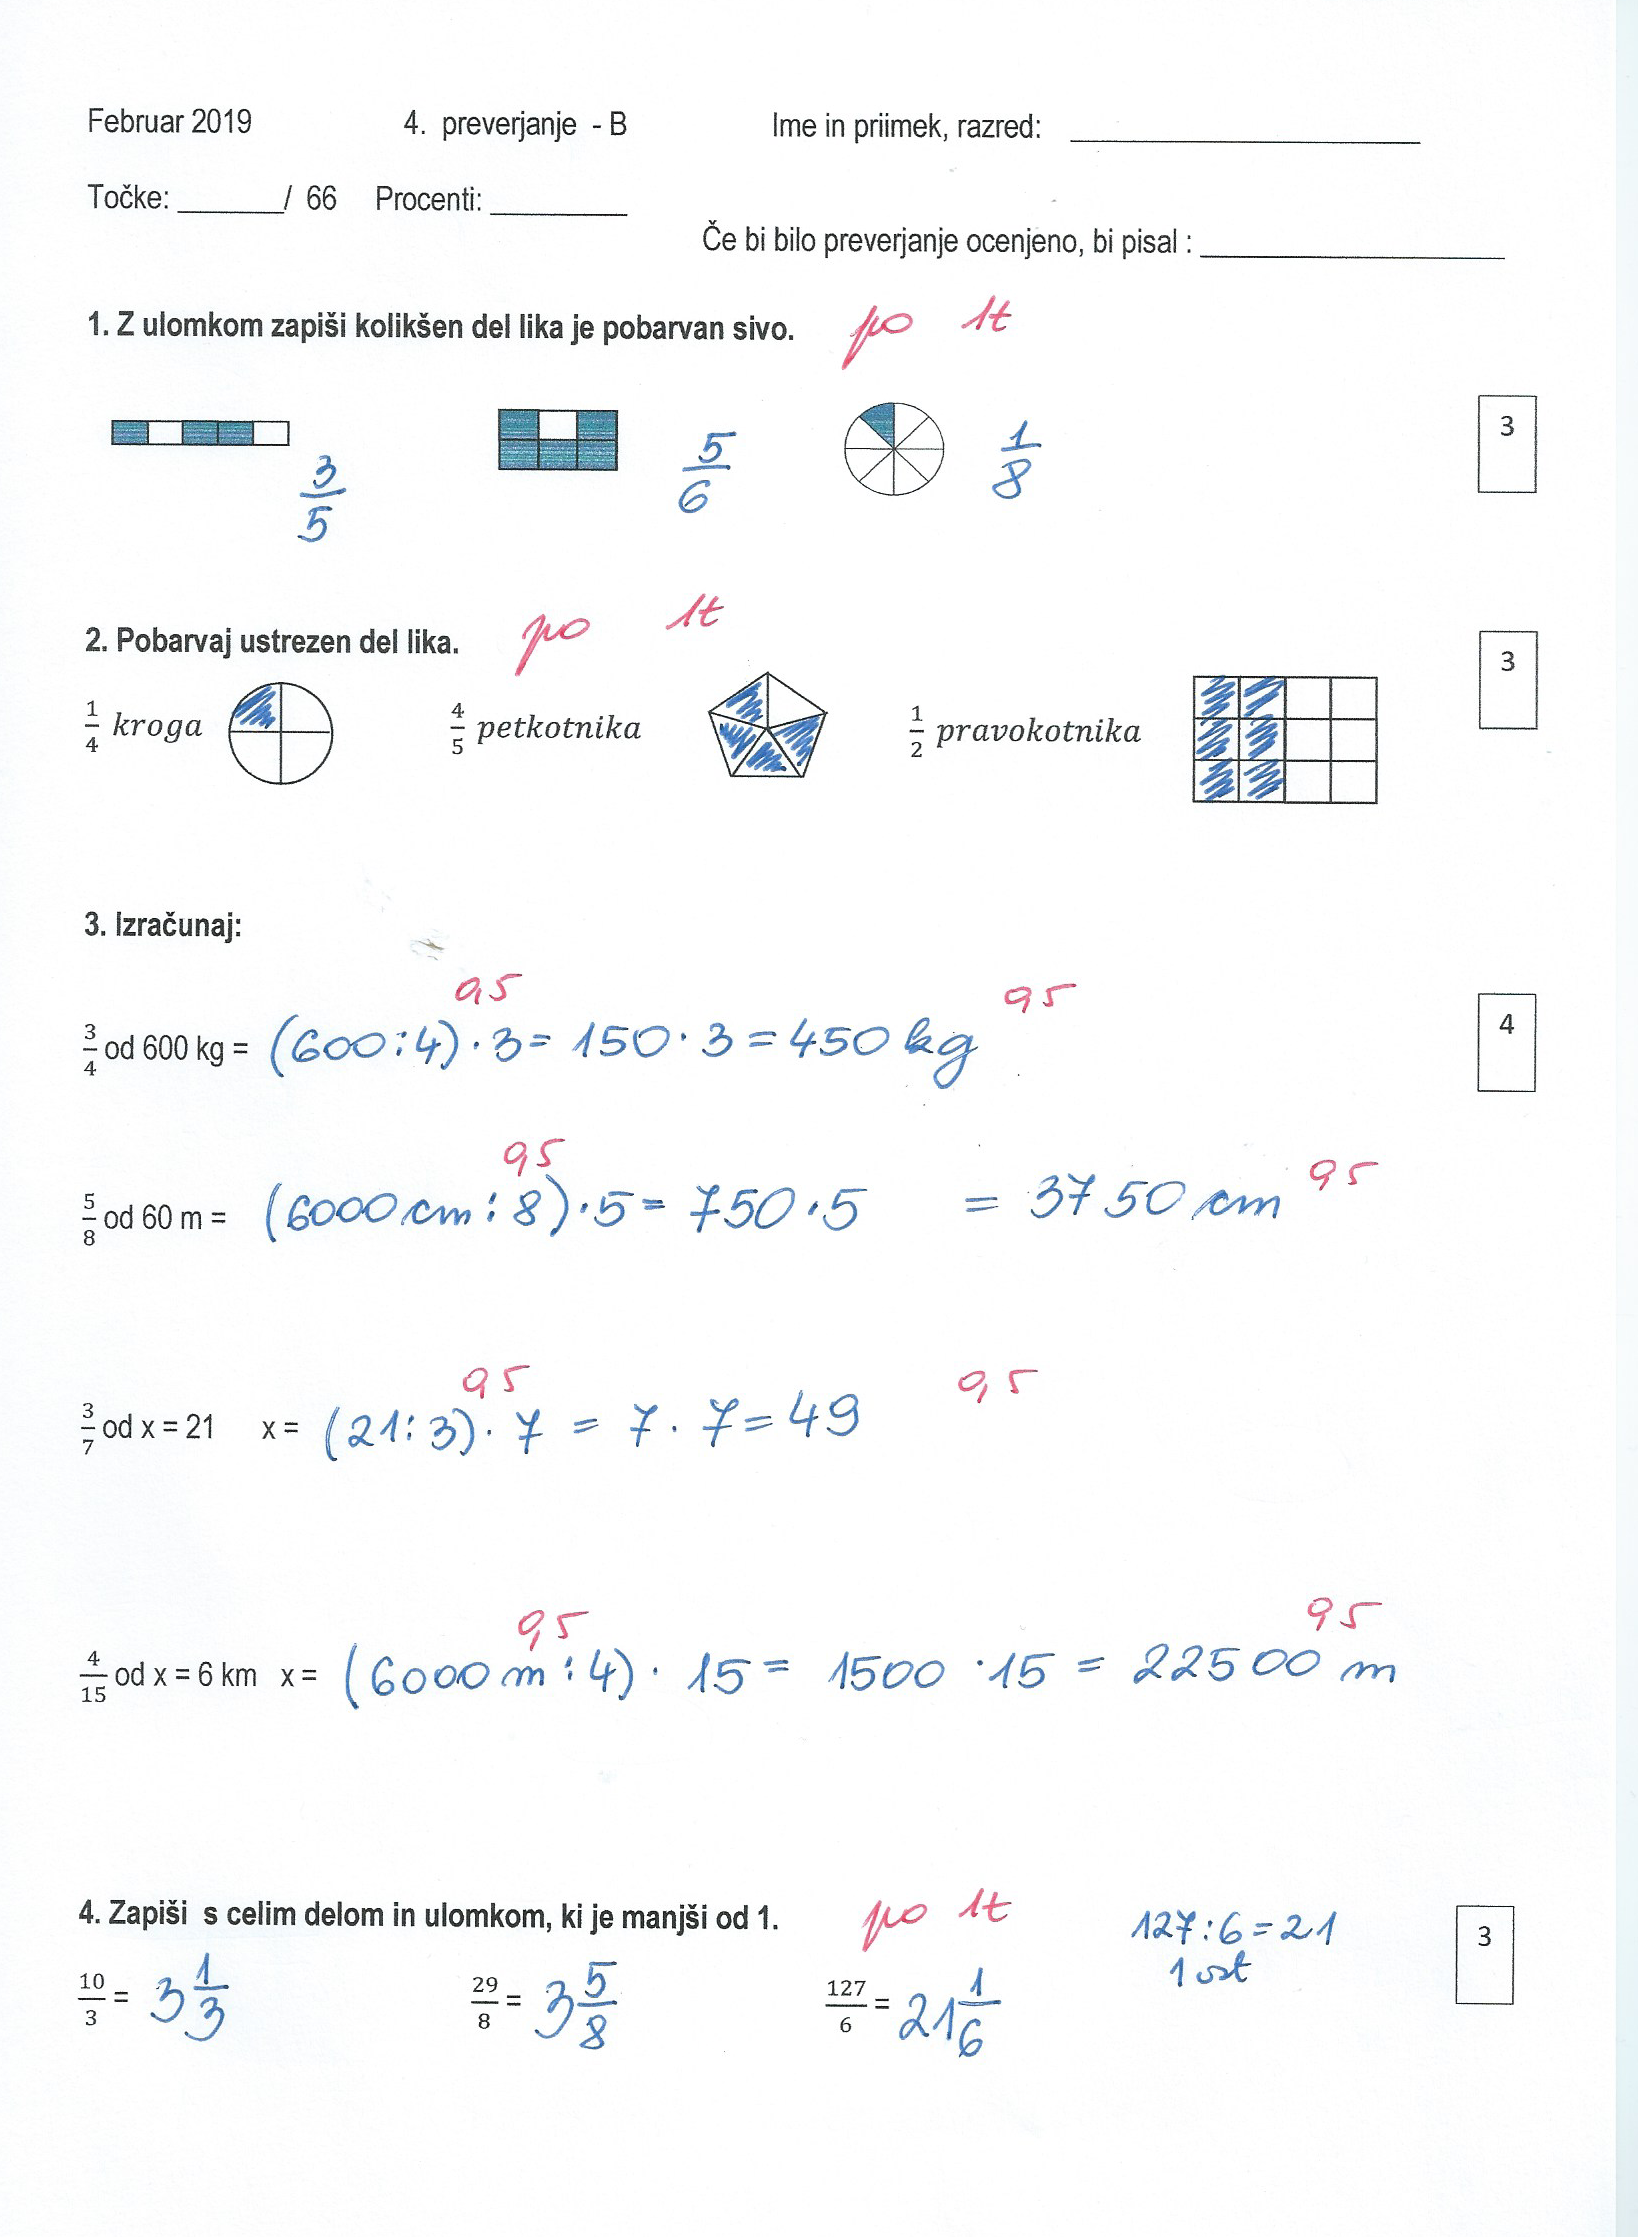 Februar 2019 4. preverjanje - B Ime in priimek, razred: ____________
Točke: ______/ 66 Procenti: ________
Če bi bilo preverjanje ocenjeno, bi pisal : ____________
1. Z ulomkom zapiši kolikšen del lika je pobarvan sivo. po 1t
3/5 5/6 1/8 3
2. Pobarvaj ustrezen del lika. po 1t
1/4 kroga 4/5 petkotnika 1/2 pravokotnika 3
3. Izračunaj:
0,5 0,5
3/4 od 600 kg = (600:4)·3= 150·3=450 kg 4
0,5 0,5
5/8 od 60 m = (6000 cm:8)·5= 750·5 = 3750 cm
0,5 0,5
3/7 od x = 21 x = (21:3)·7 = 7·7=49
0,5 0,5
4/15 od x = 6 km x = (6000 m:4)·15= 1500·15 = 22500 m
4. Zapiši s celim delom in ulomkom, ki je manjši od 1. po 1t 127:6=21 3
1 ost
10/3 = 3 1/3 29/8 = 3 5/8 127/6 = 21 1/6